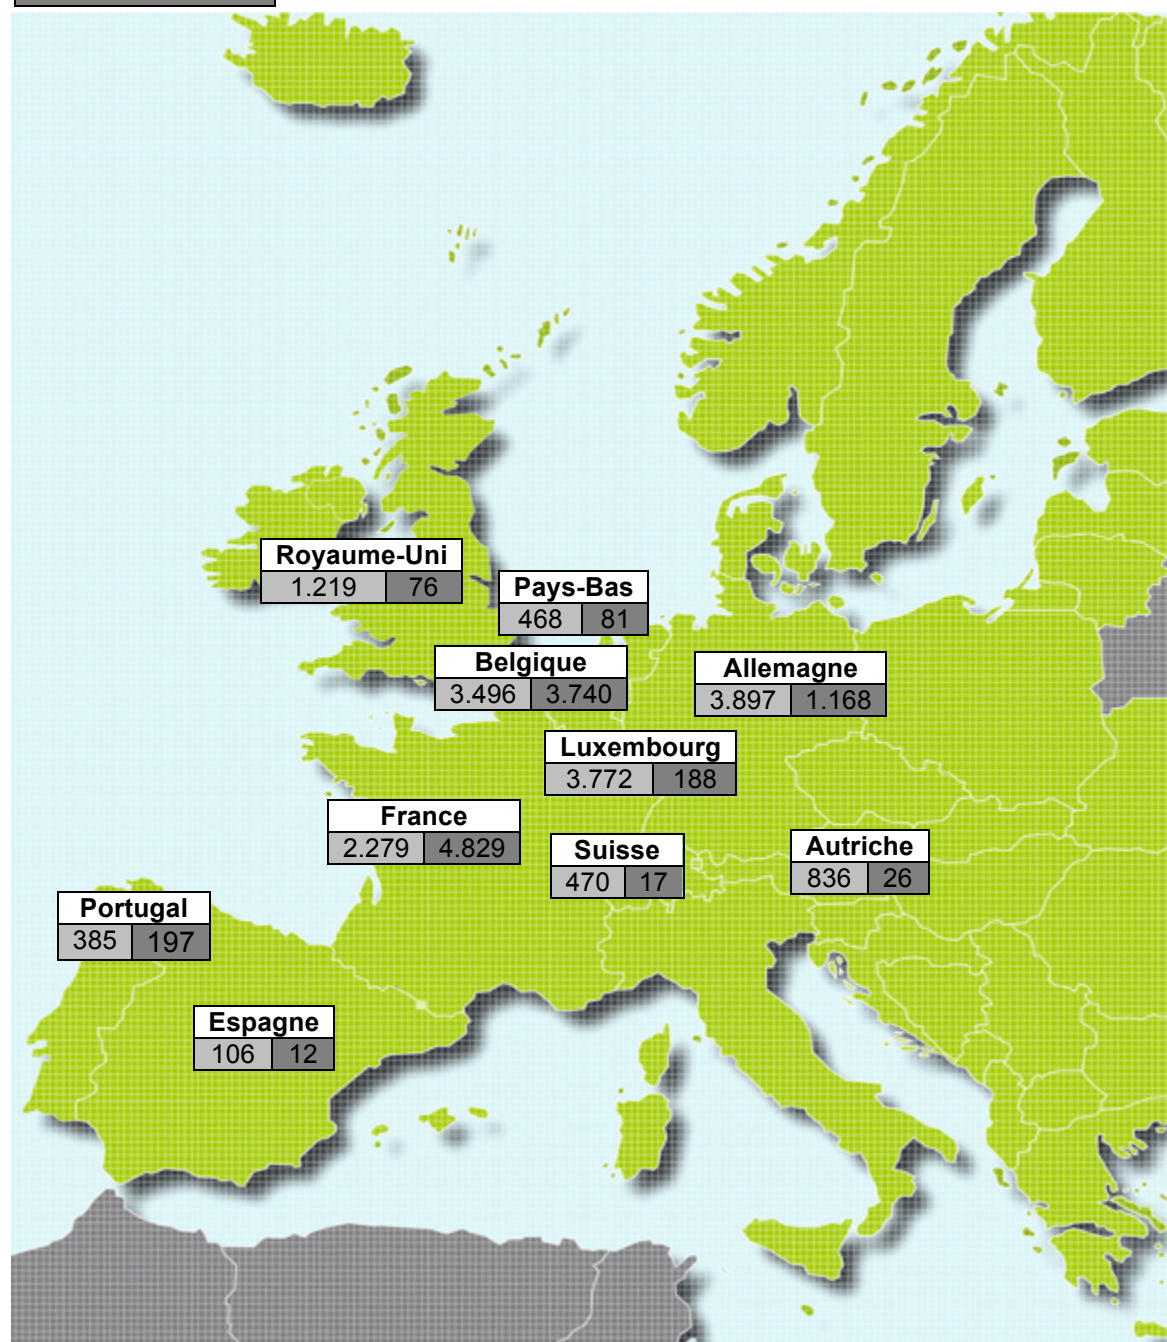 Royaume-Uni
1.219 76
Pays-Bas
468 81
Belgique
3.496 3.740
Allemagne
3.897 1.168
Luxembourg
3.772 188
France
2.279 4.829
Suisse
470 17
Autriche
836 26
Portugal
385 197
Espagne
106 12